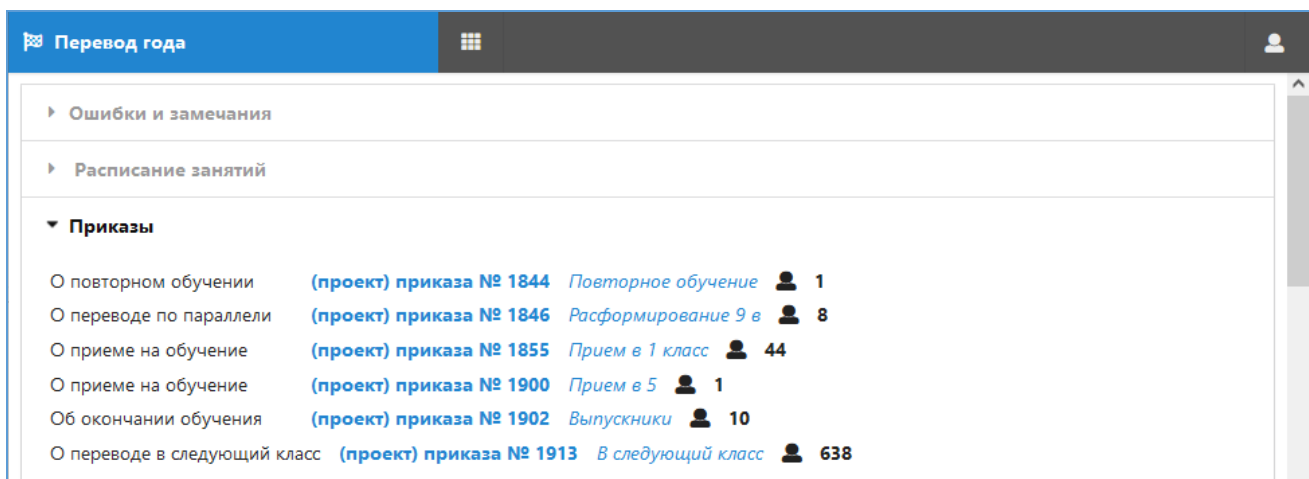 Перевод года
Ошибки и замечания
Расписание занятий
Приказы
О повторном обучении (проект) приказа № 1844 Повторное обучение 1
О переводе по параллели (проект) приказа № 1846 Расформирование 9 в 8
О приеме на обучение (проект) приказа № 1855 Прием в 1 класс 44
О приеме на обучение (проект) приказа № 1900 Прием в 5 1
Об окончании обучения (проект) приказа № 1902 Выпускники 10
О переводе в следующий класс (проект) приказа № 1913 В следующий класс 638